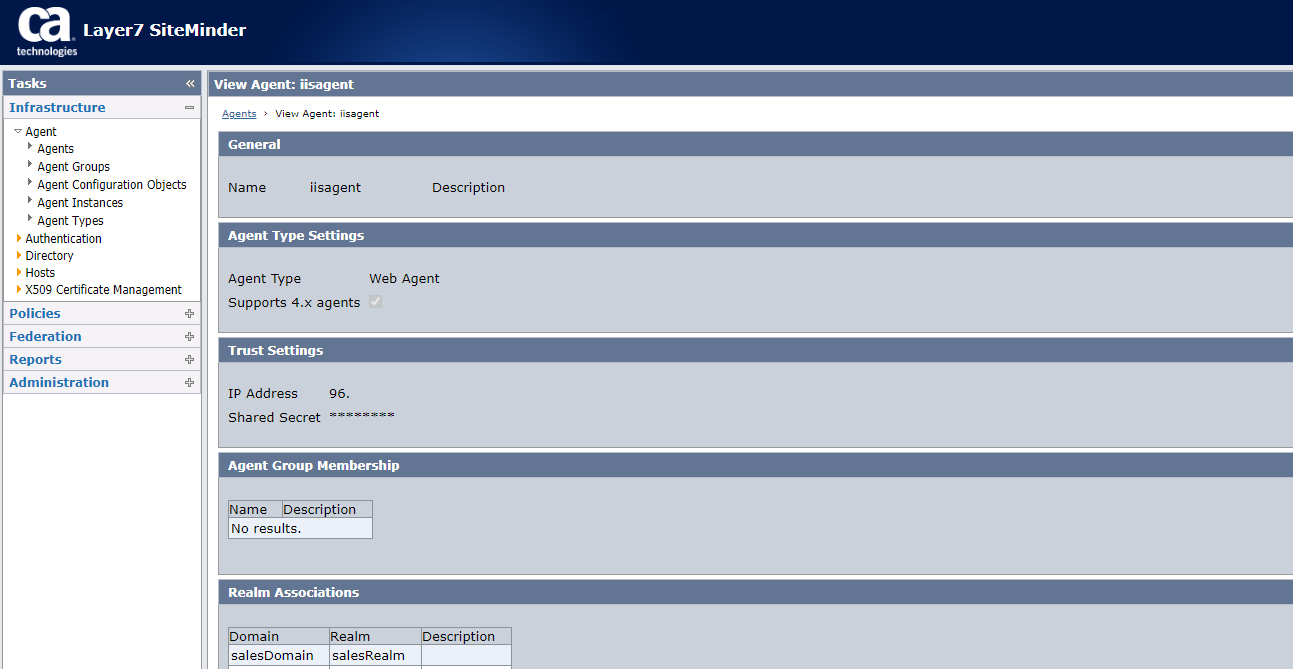 ca
technologies
Layer7 SiteMinder
Tasks «
Infrastructure
Agent
Agents
Agent Groups
Agent Configuration Objects
Agent Instances
Agent Types
Authentication
Directory
Hosts
X509 Certificate Management
Policies
Federation
Reports
Administration
View Agent: iisagent
Agents › View Agent: iisagent
General
Name iisagent Description
Agent Type Settings
Agent Type Web Agent
Supports 4.x agents
Trust Settings
IP Address 96.
Shared Secret ********
Agent Group Membership
Name Description
No results.
Realm Associations
Domain Realm Description
salesDomain salesRealm